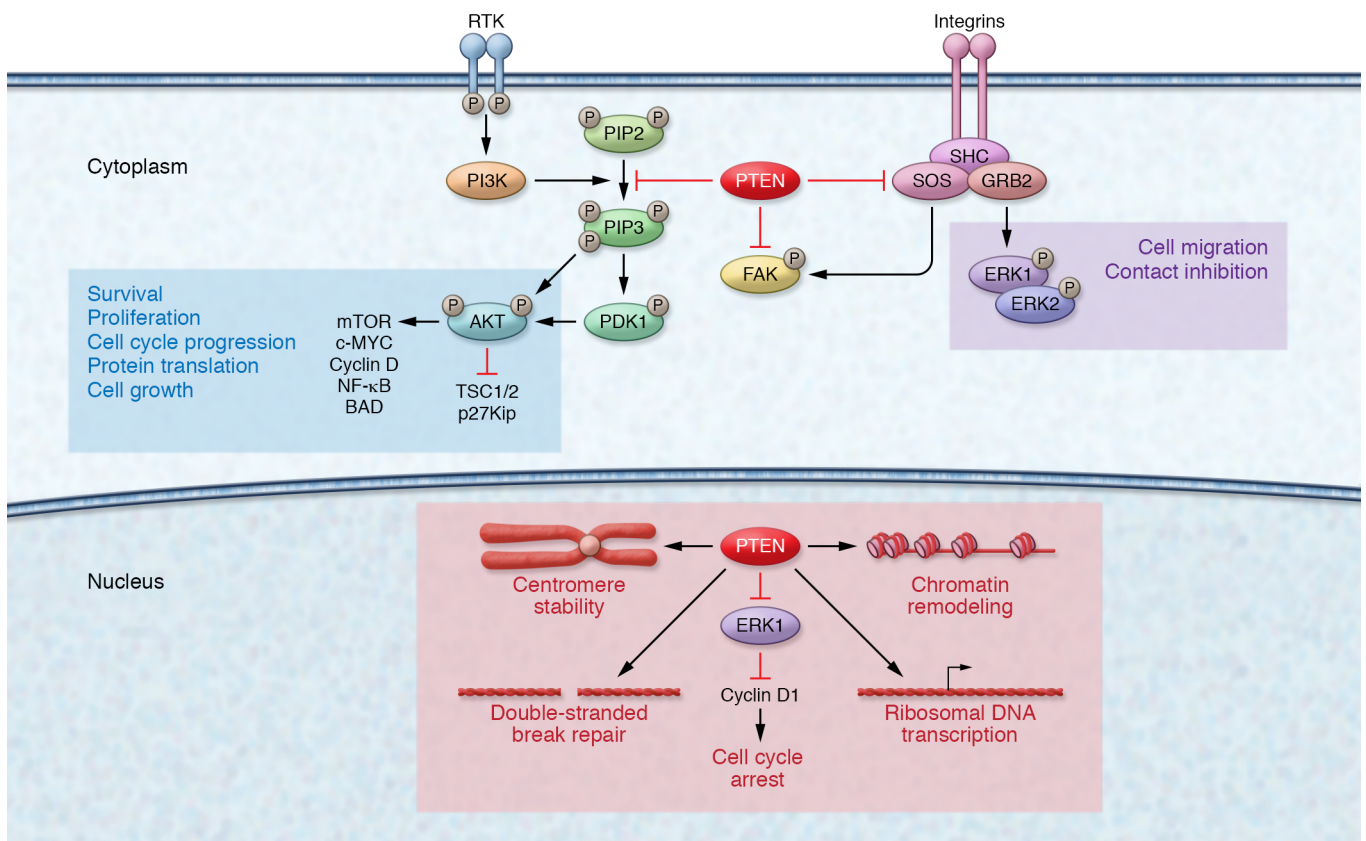 RTK
Integrins
P
P
Cytoplasm
P
P
PIP2
PI3K
PTEN
SHC
SOS
GRB2
P
P
P
PIP3
FAK
P
Cell migration
Contact inhibition
ERK1
P
ERK2
P
Survival
Proliferation
Cell cycle progression
Protein translation
Cell growth
mTOR
c-MYC
Cyclin D
NF-κB
BAD
P
P
AKT
PDK1
P
TSC1/2
p27Kip
Nucleus
PTEN
Centromere
stability
Chromatin
remodeling
ERK1
Cyclin D1
Double-stranded
break repair
Ribosomal DNA
transcription
Cell cycle
arrest